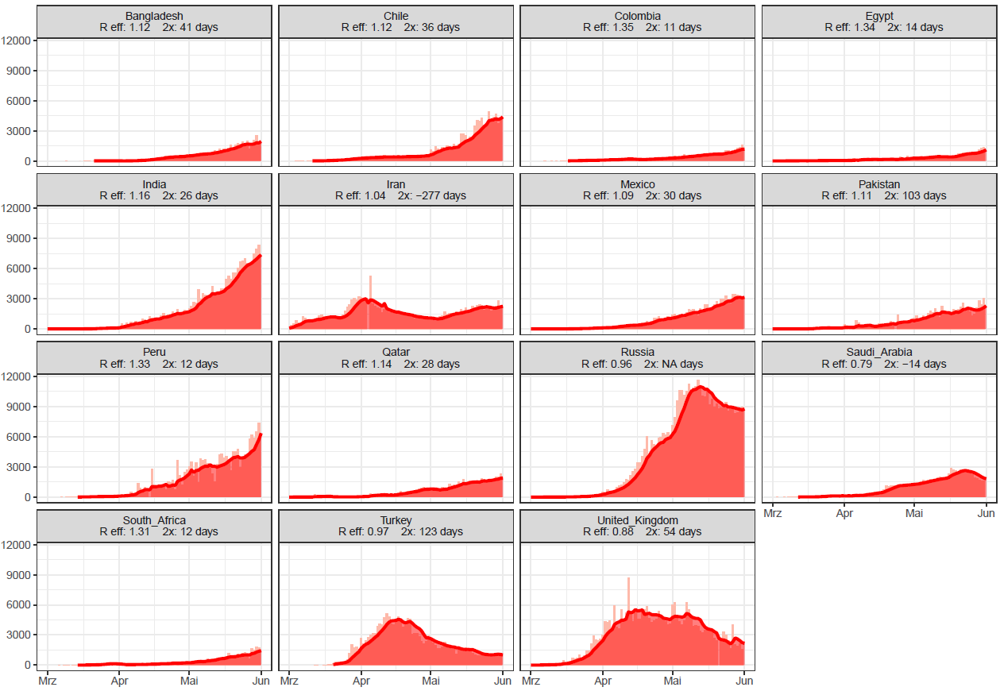 Bangladesh
R eff: 1.12 2x: 41 days
Chile
R eff: 1.12 2x: 36 days
Colombia
R eff: 1.35 2x: 11 days
Egypt
R eff: 1.34 2x: 14 days
12000
9000
6000
3000
0
India
R eff: 1.16 2x: 26 days
Iran
R eff: 1.04 2x: −277 days
Mexico
R eff: 1.09 2x: 30 days
Pakistan
R eff: 1.11 2x: 103 days
12000
9000
6000
3000
0
Peru
R eff: 1.33 2x: 12 days
Qatar
R eff: 1.14 2x: 28 days
Russia
R eff: 0.96 2x: NA days
Saudi_Arabia
R eff: 0.79 2x: −14 days
12000
9000
6000
3000
0
Mrz Apr Mai Jun
South_Africa
R eff: 1.31 2x: 12 days
Turkey
R eff: 0.97 2x: 123 days
United_Kingdom
R eff: 0.88 2x: 54 days
12000
9000
6000
3000
0
Mrz Apr Mai Jun
Mrz Apr Mai Jun
Mrz Apr Mai Jun